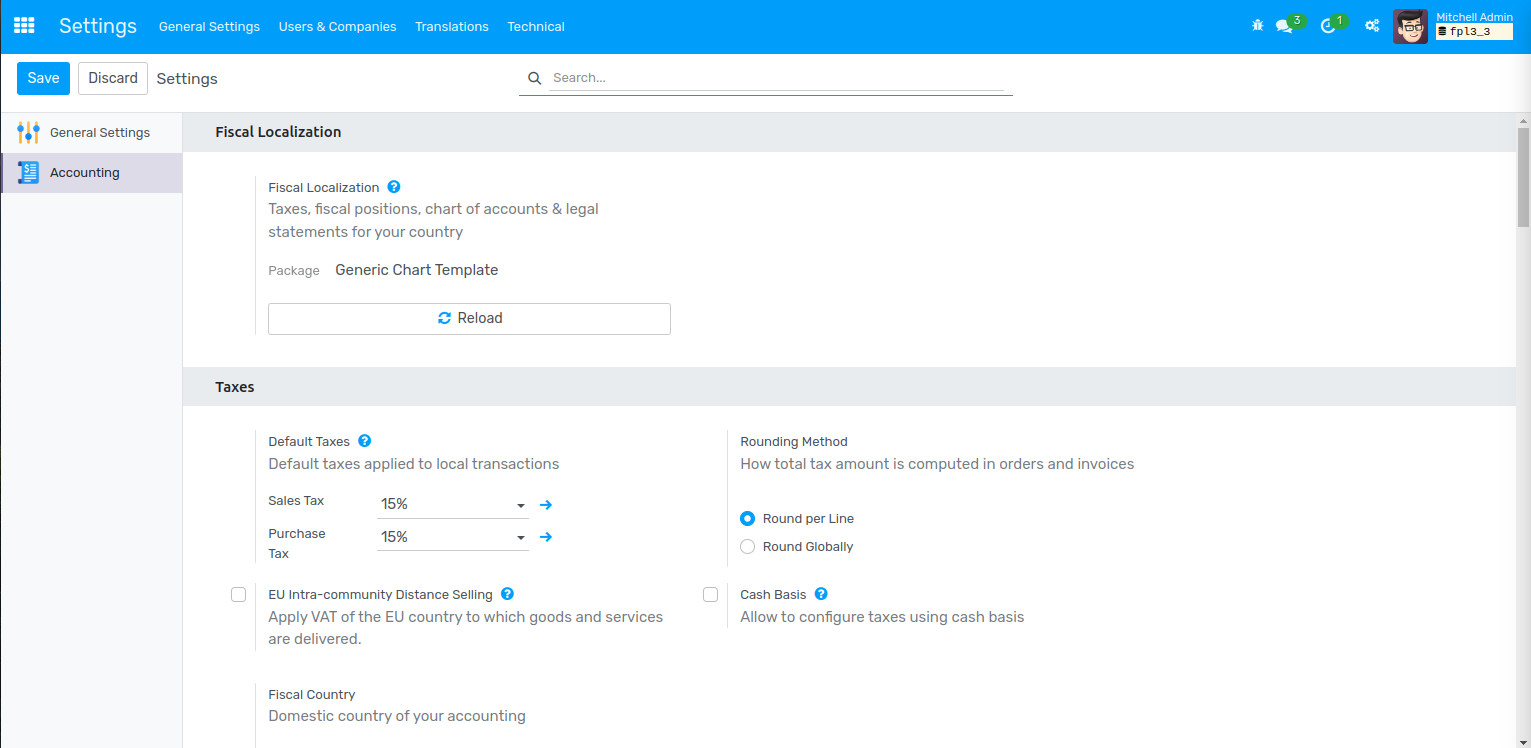 Settings General Settings Users & Companies Translations Technical 3 1 Mitchell Admin
fpl3_3
Save Discard Settings Search...
General Settings
Accounting
Fiscal Localization
Fiscal Localization
Taxes, fiscal positions, chart of accounts & legal
statements for your country
Package Generic Chart Template
Reload
Taxes
Default Taxes
Default taxes applied to local transactions
Sales Tax 15%
Purchase
Tax
15%
Rounding Method
How total tax amount is computed in orders and invoices
Round per Line
Round Globally
EU Intra-community Distance Selling
Apply VAT of the EU country to which goods and services
are delivered.
Cash Basis
Allow to configure taxes using cash basis
Fiscal Country
Domestic country of your accounting